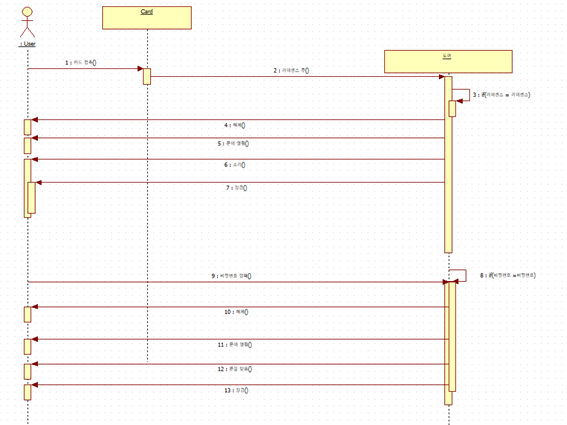 Card
: User
도어
1 : 카드 접촉()
2 : 라이센스 주()
3 : if(라이센스 = 라이센스)
4 : 해제()
5 : 문이 열림()
6 : 소리()
7 : 잠김()
9 : 비밀번호 입력()
8 : if(비밀번호 =비밀번호)
10 : 해제()
11 : 문이 열림()
12 : 문을 닫음()
13 : 잠김()